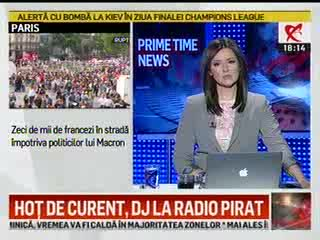 ALERTĂ CU BOMBĂ LA KIEV ÎN ZIUA FINALEI CHAMPIONS LEAGUE
PARIS
RUPT
PRIME TIME
NEWS
18:14
Zeci de mii de francezi în stradă
împotriva politicilor lui Macron
HOȚ DE CURENT, DJ LA RADIO PIRAT
MINICĂ, VREMEA VA FI CALDĂ ÎN MAJORITATEA ZONELOR * MAI ALES Î